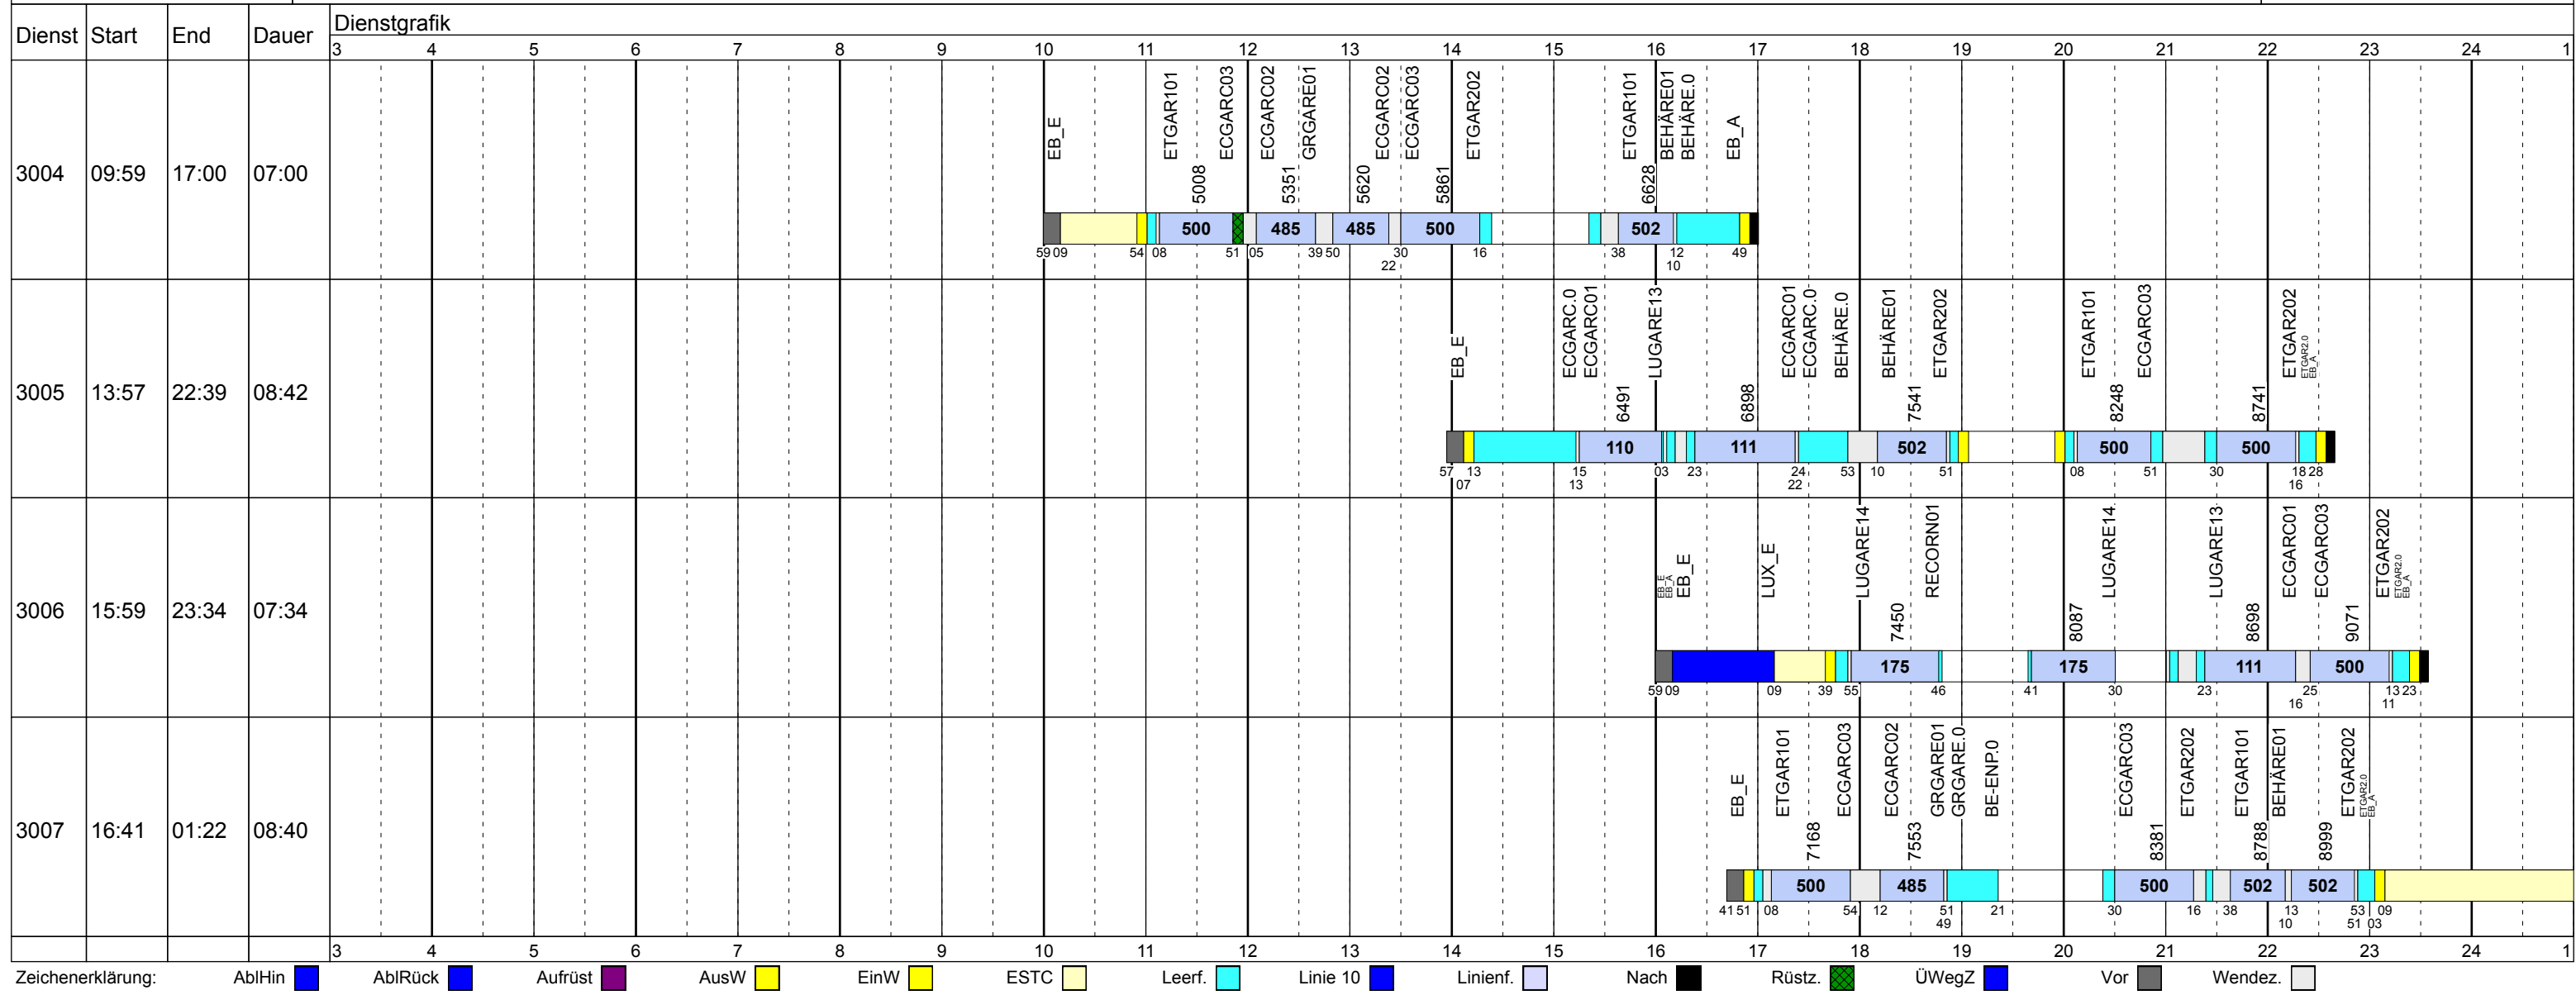 Dienst Start End Dauer Dienstgrafik
3 4 5 6 7 8 9 10 11 12 13 14 15 16 17 18 19 20 21 22 23 24 1
EB_E ETGAR101 ECGARC03 ECGARC02 GRGARE01 ECGARC02 ECGARC03 ETGAR202 ETGAR101 BEHÄRE01 BEHÄRE.0 EB_A
5008 5351 5620 5861 6628
3004 09:59 17:00 07:00
500 485 485 500 502
59 09 54 08 51 05 39 50 30 16 38 12 49
22 10
EB_E ECGARC.0 ECGARC01 LUGARE13 ECGARC01 ECGARC.0 BEHÄRE.0 BEHÄRE01 ETGAR202 ETGAR101 ECGARC03 ETGAR202 ETGAR2.0 EB_A
6491 6898 7541 8248 8741
3005 13:57 22:39 08:42
110 111 502 500 500
57 13 15 03 23 24 53 10 51 08 51 30 18 28
07 13 22 16
EB_E EB_A EB_E LUX_E LUGARE14 RECORN01 LUGARE14 LUGARE13 ECGARC01 ECGARC03 ETGAR202 ETGAR2.0 EB_A
7450 8087 8698 9071
3006 15:59 23:34 07:34
175 175 111 500
59 09 09 39 55 46 41 30 23 25 13 23
16 11
EB_E ETGAR101 ECGARC03 ECGARC02 GRGARE01 GRGARE.0 BE-ENP.0 ECGARC03 ETGAR202 ETGAR101 BEHÄRE01 ETGAR202 ETGAR2.0 EB_A
7168 7553 8381 8788 8999
3007 16:41 01:22 08:40
500 485 500 502 502
41 51 08 54 12 51 21 30 16 38 13 53 09
49 10 51 03
3 4 5 6 7 8 9 10 11 12 13 14 15 16 17 18 19 20 21 22 23 24 1
Zeichenerklärung: AblHin AblRück Aufrüst AusW EinW ESTC Leerf. Linie 10 Linienf. Nach Rüstz. ÜWegZ Vor Wendez.